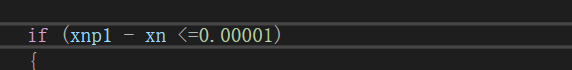 if (xnp1 - xn <=0.00001)
{